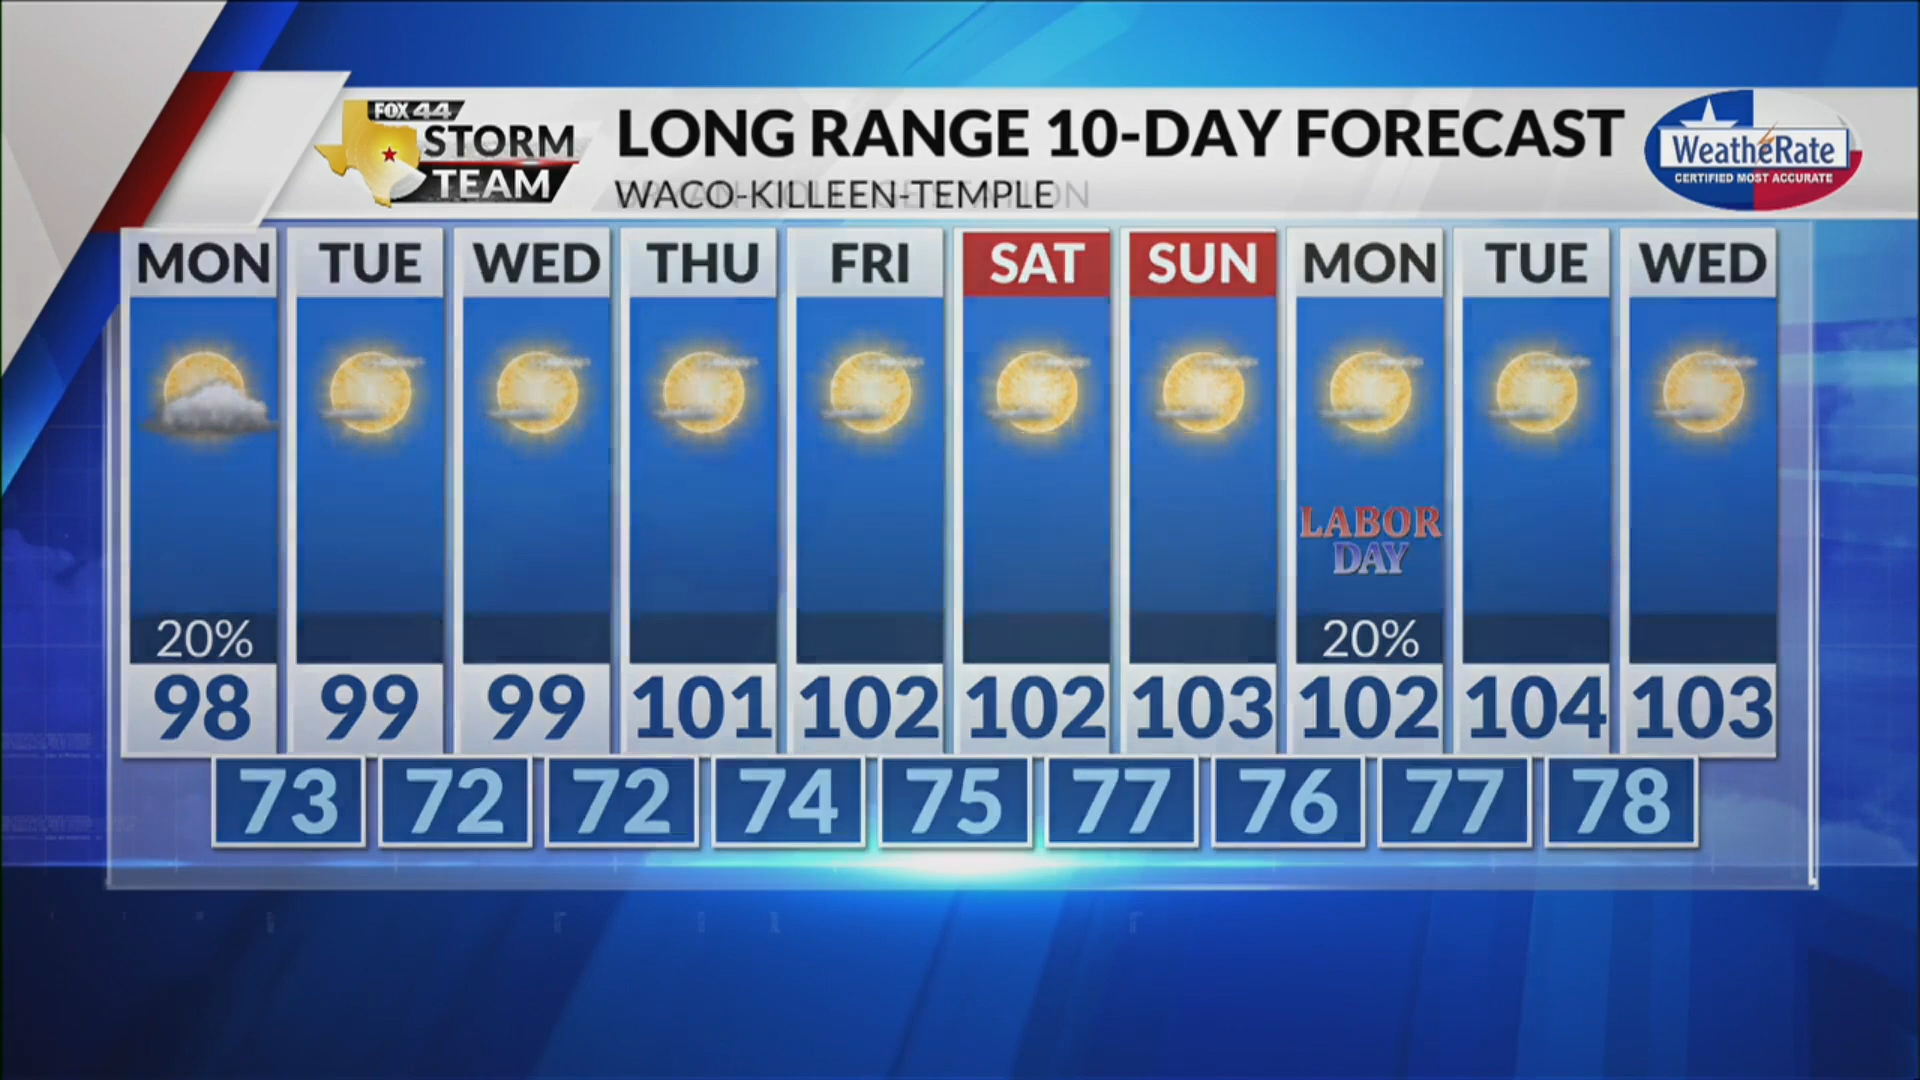 FOX 44
STORM
TEAM
LONG RANGE 10-DAY FORECAST
WACO-KILLEEN-TEMPLE
WeatheRate
CERTIFIED MOST ACCURATE
MON TUE WED THU FRI SAT SUN MON TUE WED
LABOR
DAY
20% 20%
98 99 99 101 102 102 103 102 104 103
73 72 72 74 75 77 76 77 78